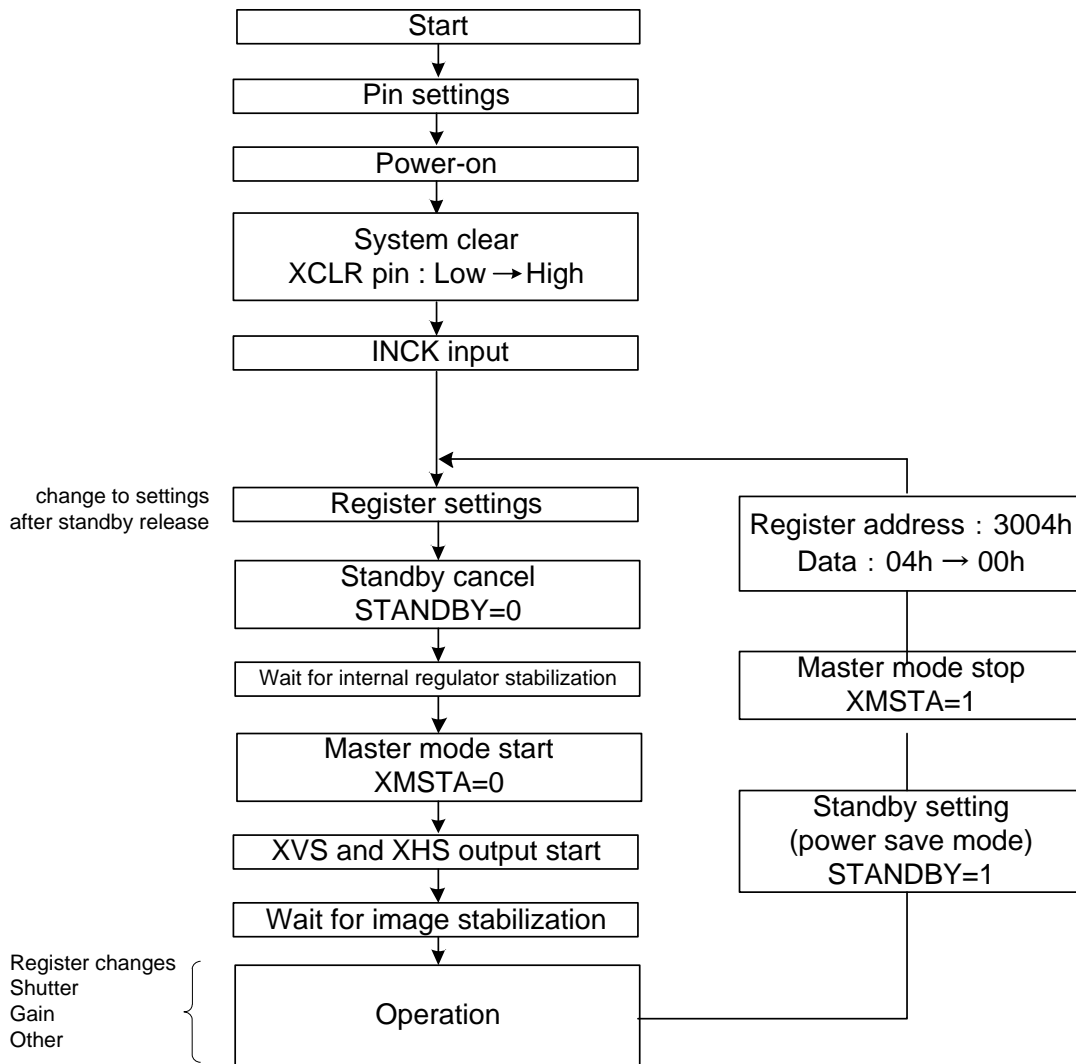 Start
Pin settings
Power-on
System clear
XCLR pin : Low → High
INCK input
change to settings
after standby release
Register settings
Standby cancel
STANDBY=0
Wait for internal regulator stabilization
Master mode start
XMSTA=0
XVS and XHS output start
Wait for image stabilization
Register changes
Shutter
Gain
Other
Operation
Register address : 3004h
Data : 04h → 00h
Master mode stop
XMSTA=1
Standby setting
(power save mode)
STANDBY=1